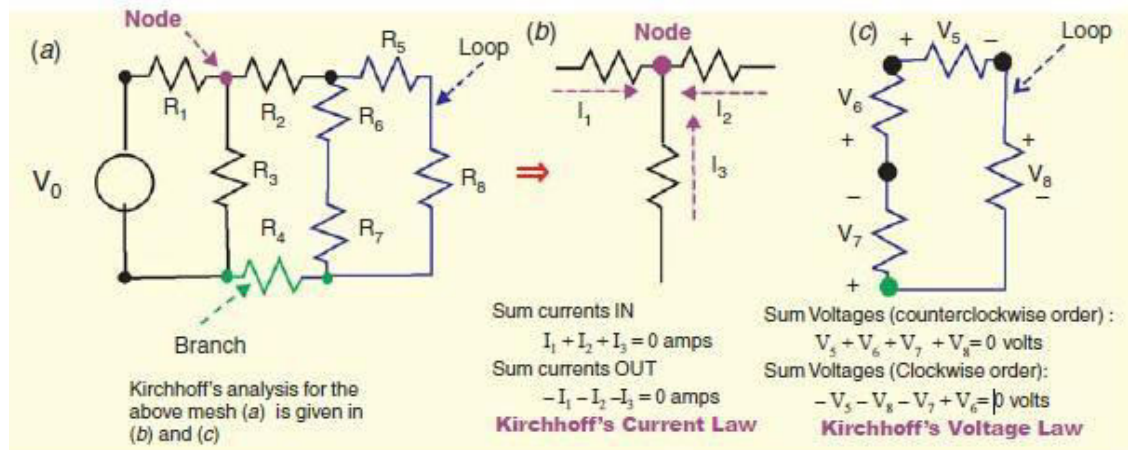 (a)
Node
R₁
R₂
R₅
Loop
R₆
R₃
R₈
V₀
R₄
R₇
Branch
Kirchhoff's analysis for the
above mesh (a) is given in
(b) and (c)
⇒
(b)
Node
I₁
I₂
I₃
Sum currents IN
I₁ + I₂ + I₃ = 0 amps
Sum currents OUT
– I₁ – I₂ – I₃ = 0 amps
Kirchhoff's Current Law
(c)
+ V₅ –
Loop
V₆
+
+
V₈
–
–
V₇
+
Sum Voltages (counterclockwise order) :
V₅ + V₆ + V₇ + V₈= 0 volts
Sum Voltages (Clockwise order):
– V₅ – V₈ – V₇ + V₆= 0 volts
Kirchhoff's Voltage Law